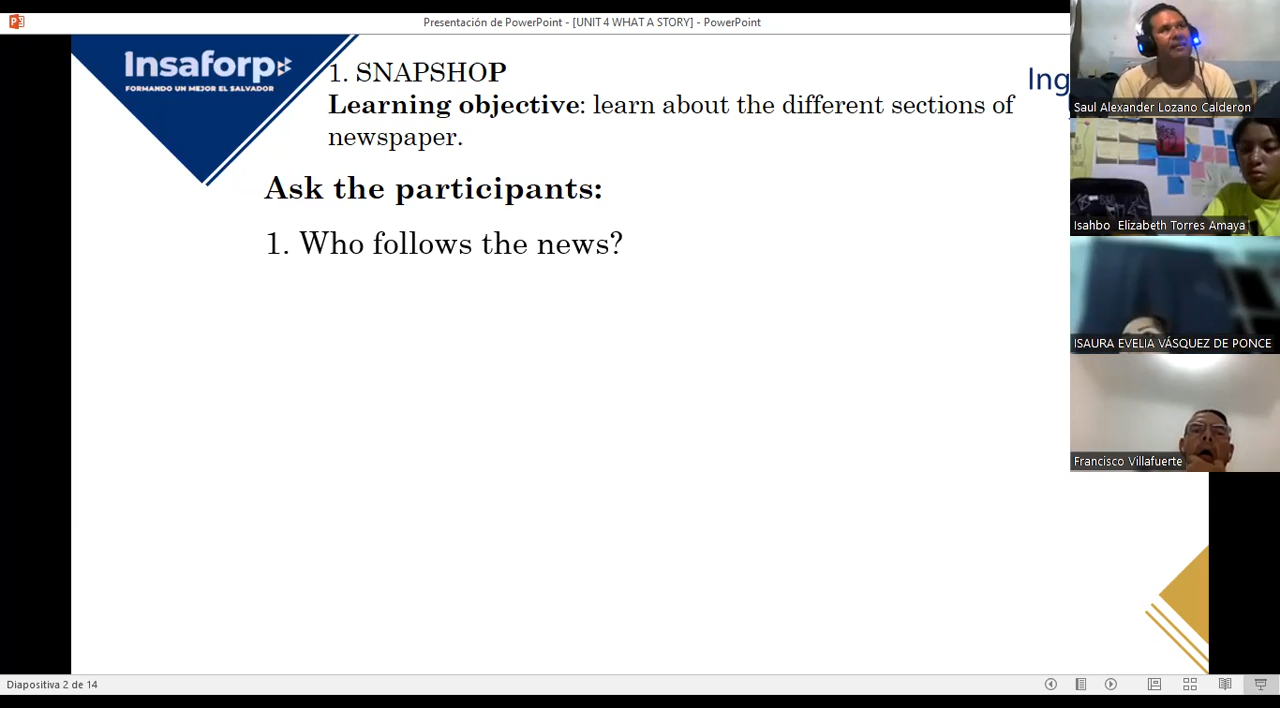 Presentación de PowerPoint - [UNIT 4 WHAT A STORY] - PowerPoint
Insaforp
FORMANDO UN MEJOR EL SALVADOR
1. SNAPSHOP
Learning objective: learn about the different sections of
newspaper.
Ing
Ask the participants:
1. Who follows the news?
Saul Alexander Lozano Calderon
Isahbo Elizabeth Torres Amaya
ISAURA EVELIA VÁSQUEZ DE PONCE
Francisco Villafuerte
Diapositiva 2 de 14